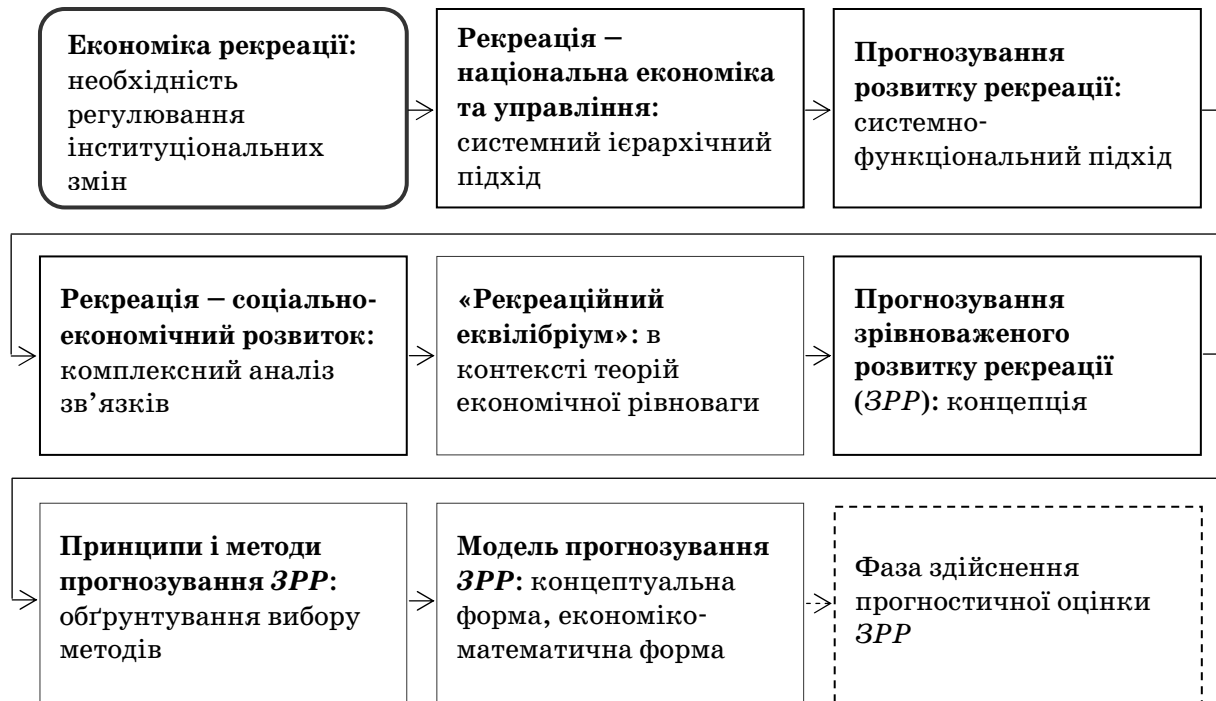 Економіка рекреації:
необхідність
регулювання
інституціональних
змін
Рекреація –
національна економіка
та управління:
системний ієрархічний
підхід
Прогнозування
розвитку рекреації:
системно-
функціональний підхід
Рекреація – соціально-
економічний розвиток:
комплексний аналіз
зв’язків
«Рекреаційний
еквілібріум»: в
контексті теорій
економічної рівноваги
Прогнозування
зрівноваженого
розвитку рекреації
(ЗРР): концепція
Принципи і методи
прогнозування ЗРР:
обґрунтування вибору
методів
Модель прогнозування
ЗРР: концептуальна
форма, економіко-
математична форма
Фаза здійснення
прогностичної оцінки
ЗРР